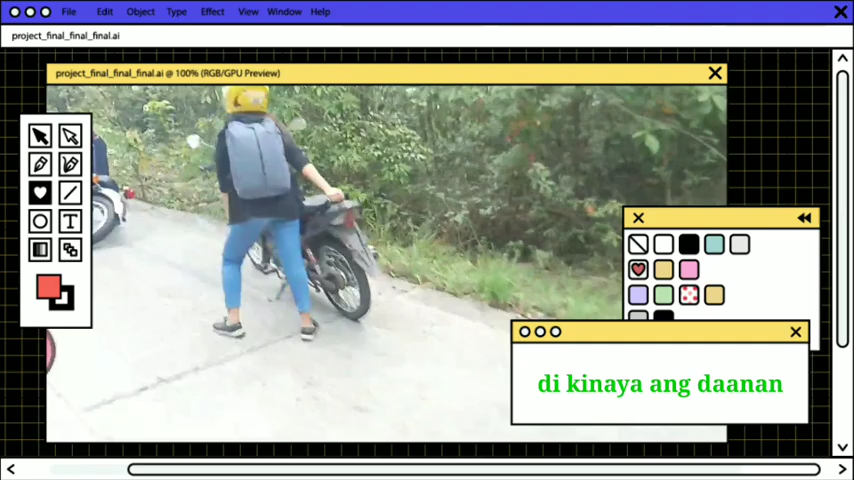 File Edit Object Type Effect View Window Help
project_final_final_final.ai
project_final_final_final.ai @ 100% (RGB/GPU Preview)
T
di kinaya ang daanan